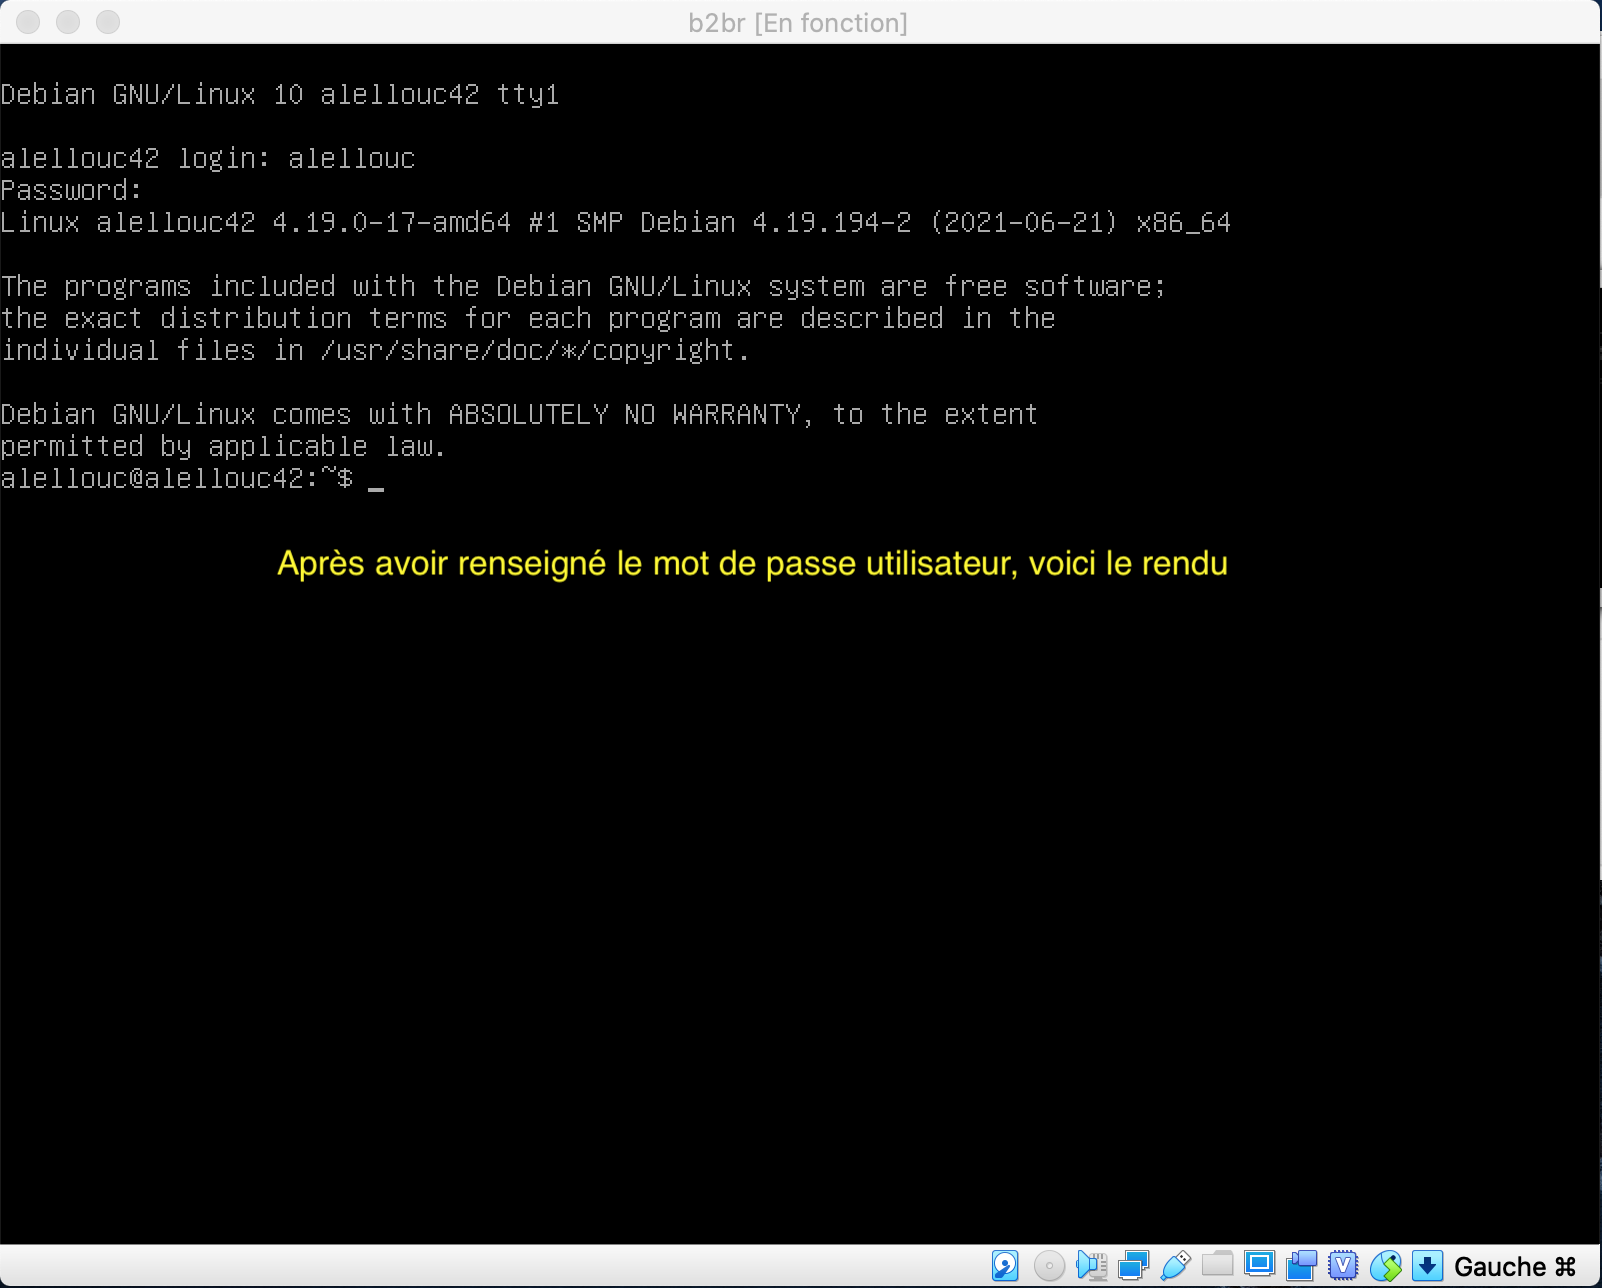 b2br [En fonction]
Debian GNU/Linux 10 alellouc42 tty1
alellouc42 login: alellouc
Password:
Linux alellouc42 4.19.0-17-amd64 #1 SMP Debian 4.19.194-2 (2021-06-21) x86_64
The programs included with the Debian GNU/Linux system are free software;
the exact distribution terms for each program are described in the
individual files in /usr/share/doc/*/copyright.
Debian GNU/Linux comes with ABSOLUTELY NO WARRANTY, to the extent
permitted by applicable law.
alellouc@alellouc42:~$ _
Après avoir renseigné le mot de passe utilisateur, voici le rendu
Gauche ⌘